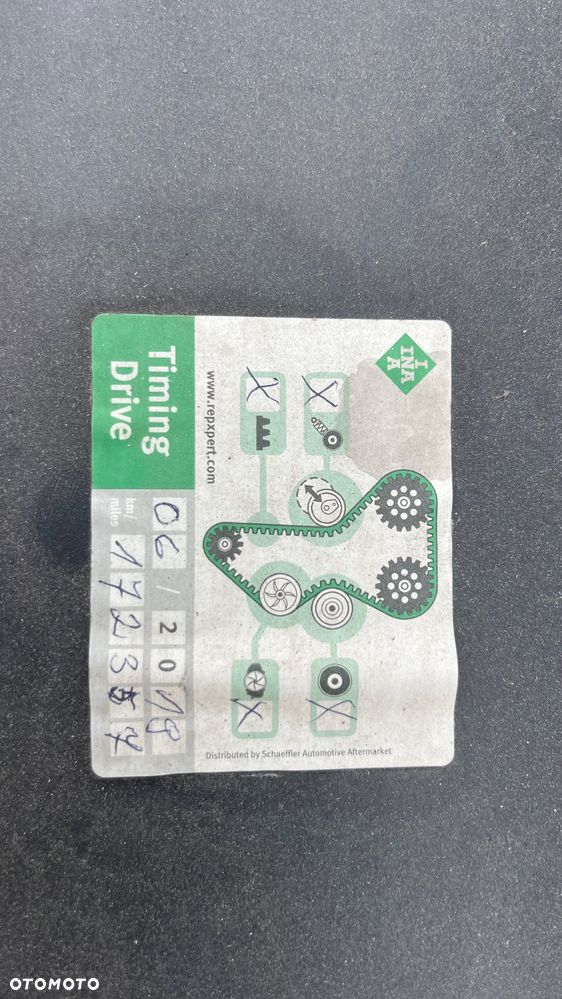 I
INA
A
www.repxpert.com
Timing
Drive
06 / 20
km/
miles
1723
Distributed by Schaeffler Automotive Aftermarket
OTOMOTO